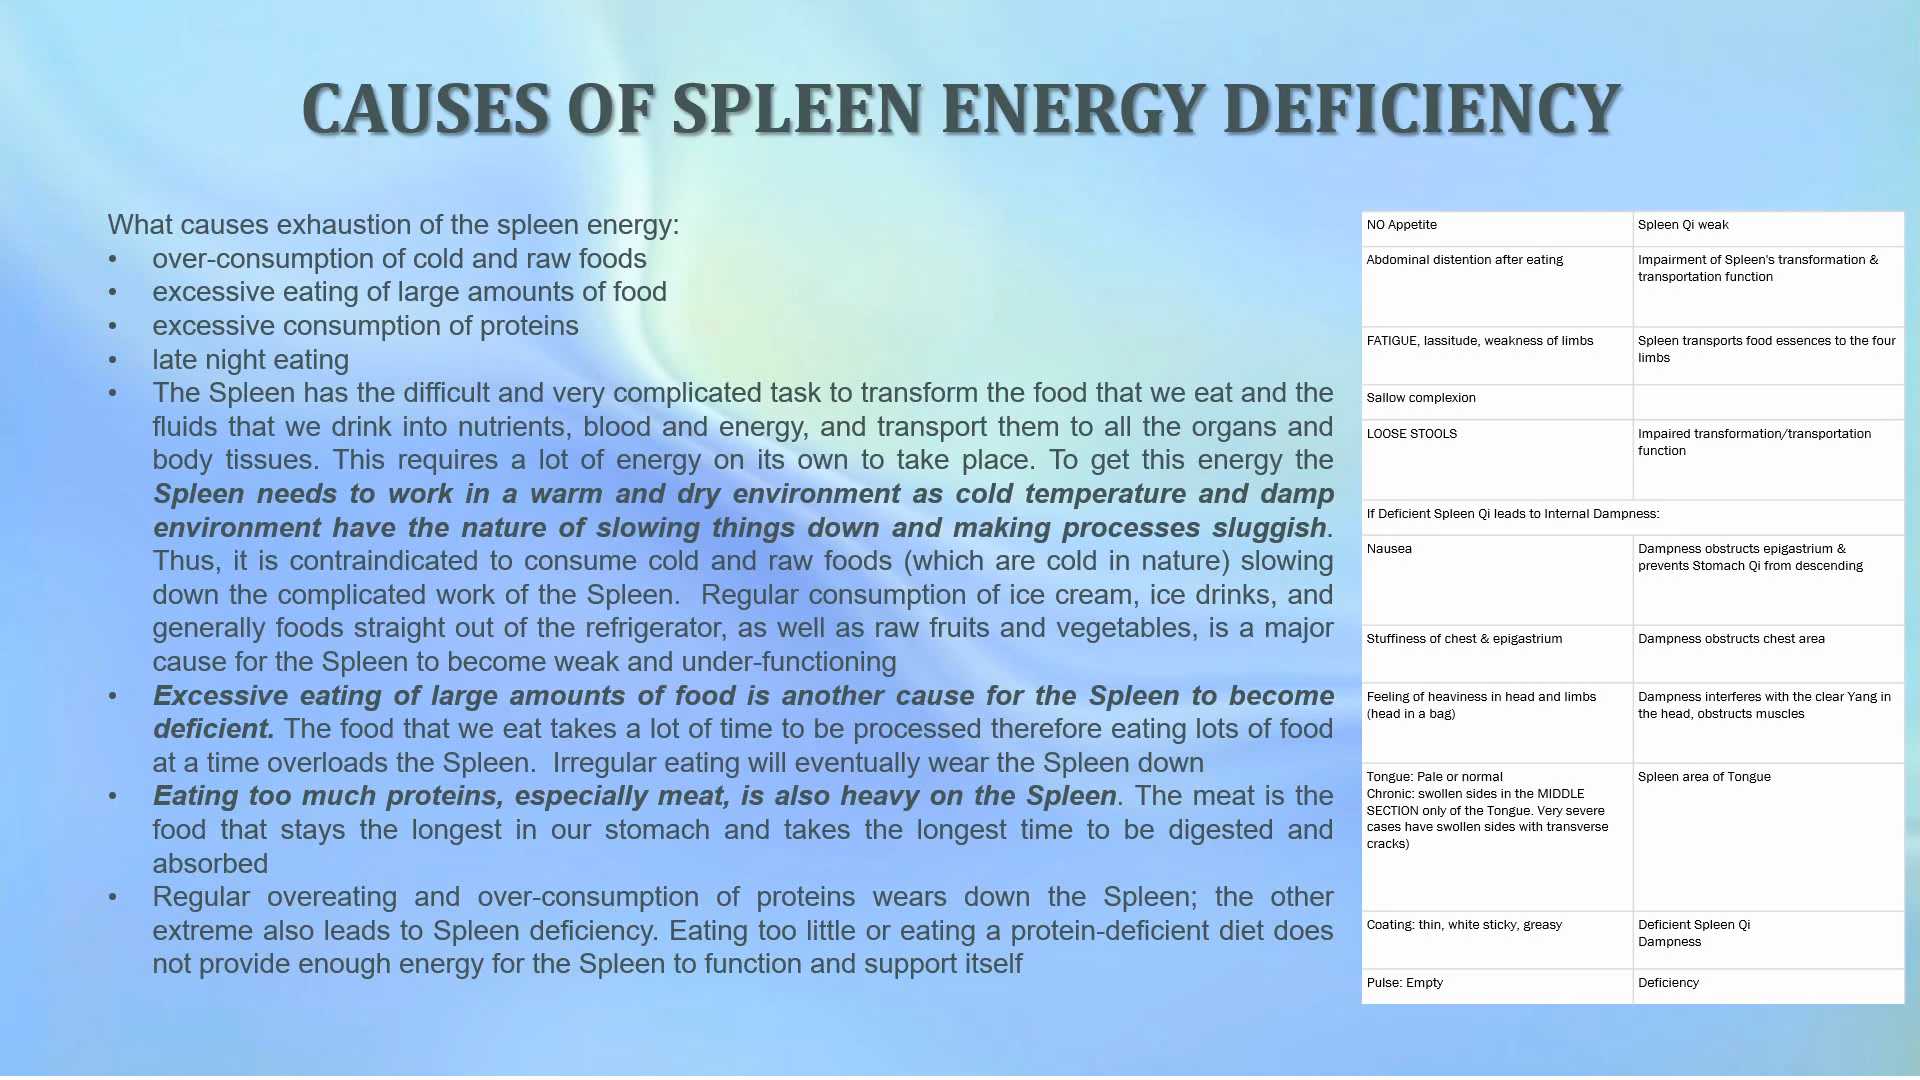 CAUSES OF SPLEEN ENERGY DEFICIENCY
What causes exhaustion of the spleen energy:
• over-consumption of cold and raw foods
• excessive eating of large amounts of food
• excessive consumption of proteins
• late night eating
• The Spleen has the difficult and very complicated task to transform the food that we eat and the
fluids that we drink into nutrients, blood and energy, and transport them to all the organs and
body tissues. This requires a lot of energy on its own to take place. To get this energy the
Spleen needs to work in a warm and dry environment as cold temperature and damp
environment have the nature of slowing things down and making processes sluggish.
Thus, it is contraindicated to consume cold and raw foods (which are cold in nature) slowing
down the complicated work of the Spleen.  Regular consumption of ice cream, ice drinks, and
generally foods straight out of the refrigerator, as well as raw fruits and vegetables, is a major
cause for the Spleen to become weak and under-functioning
• Excessive eating of large amounts of food is another cause for the Spleen to become
deficient. The food that we eat takes a lot of time to be processed therefore eating lots of food
at a time overloads the Spleen.  Irregular eating will eventually wear the Spleen down
• Eating too much proteins, especially meat, is also heavy on the Spleen. The meat is the
food that stays the longest in our stomach and takes the longest time to be digested and
absorbed
• Regular overeating and over-consumption of proteins wears down the Spleen; the other
extreme also leads to Spleen deficiency. Eating too little or eating a protein-deficient diet does
not provide enough energy for the Spleen to function and support itself
NO Appetite
Spleen Qi weak
Abdominal distention after eating
Impairment of Spleen's transformation &
transportation function
FATIGUE, lassitude, weakness of limbs
Spleen transports food essences to the four
limbs
Sallow complexion
LOOSE STOOLS
Impaired transformation/transportation
function
If Deficient Spleen Qi leads to Internal Dampness:
Nausea
Dampness obstructs epigastrium &
prevents Stomach Qi from descending
Stuffiness of chest & epigastrium
Dampness obstructs chest area
Feeling of heaviness in head and limbs
(head in a bag)
Dampness interferes with the clear Yang in
the head, obstructs muscles
Tongue: Pale or normal
Chronic: swollen sides in the MIDDLE
SECTION only of the Tongue. Very severe
cases have swollen sides with transverse
cracks)
Spleen area of Tongue
Coating: thin, white sticky, greasy
Deficient Spleen Qi
Dampness
Pulse: Empty
Deficiency